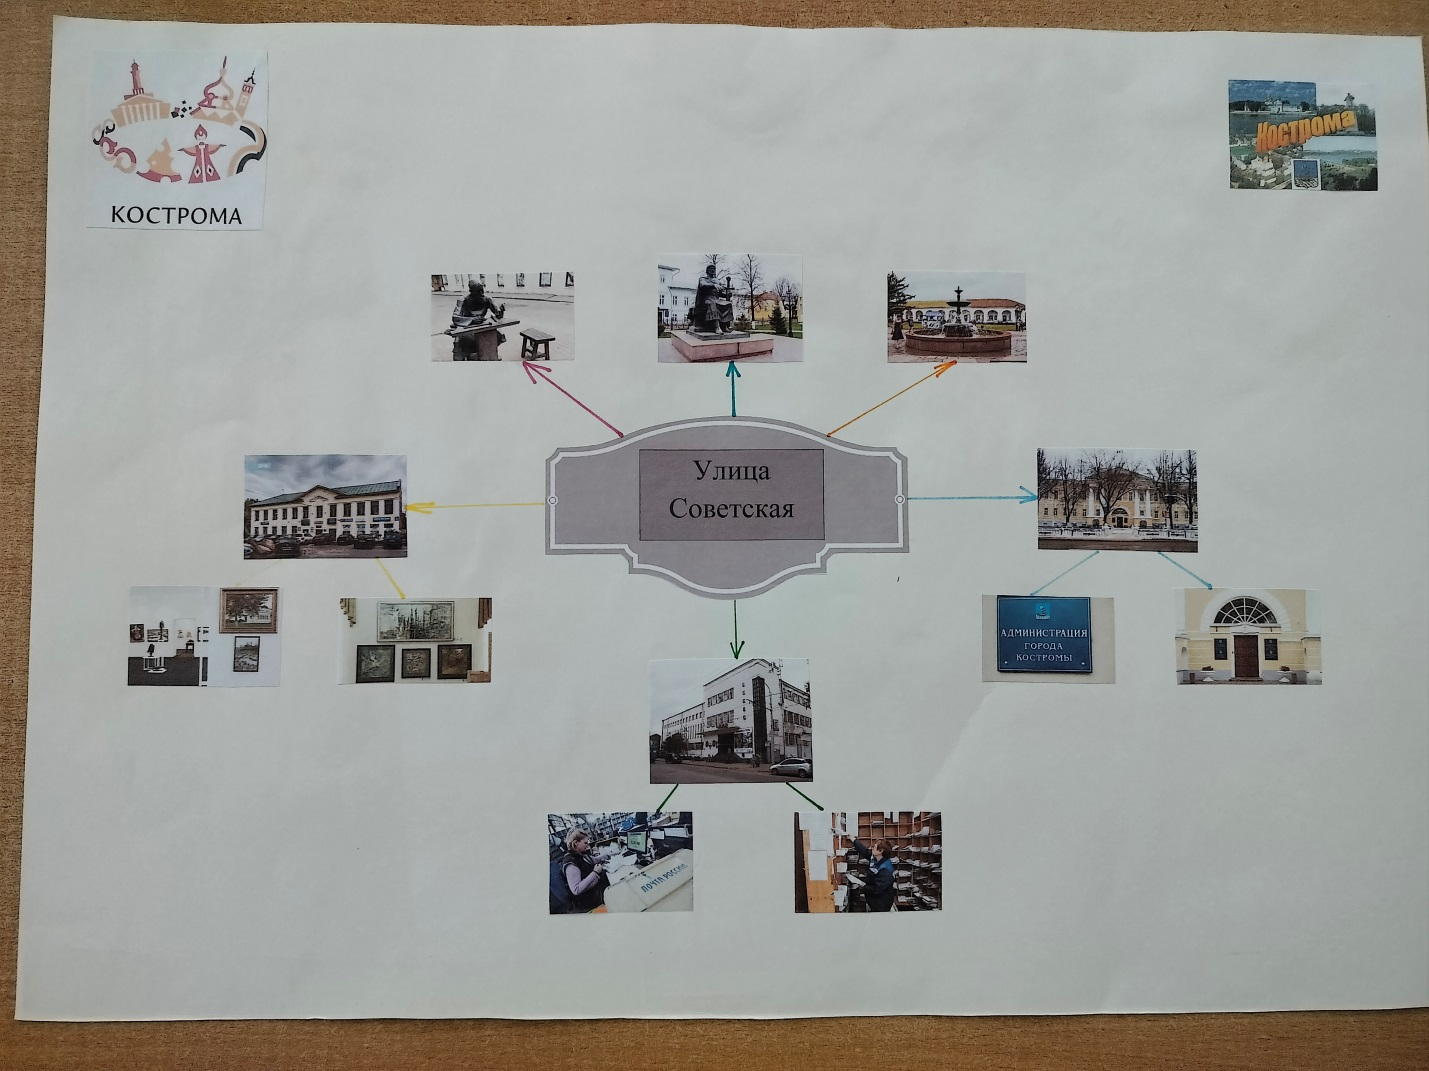 КОСТРОМА
Кострома
Улица
Советская
АДМИНИСТРАЦИЯ
ГОРОДА
КОСТРОМЫ
ПОЧТА РОССИИ